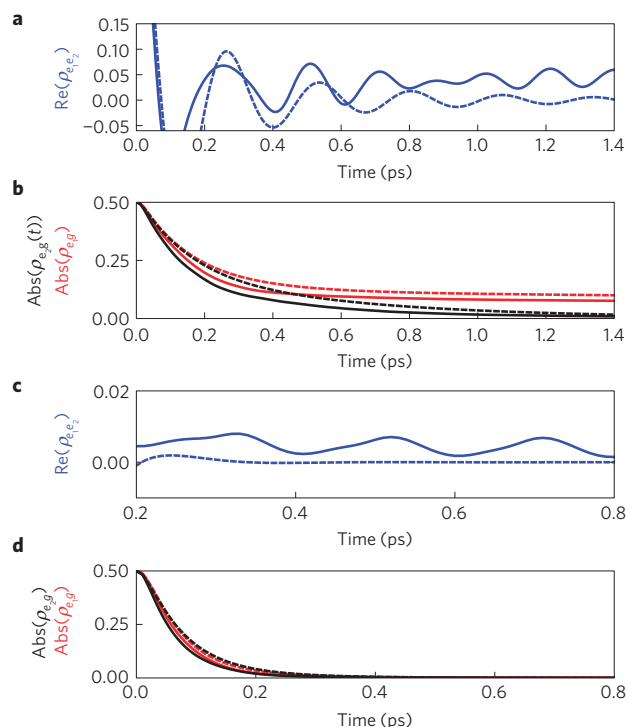 a
Re(ρe1e2)
0.15
0.10
0.05
0.00
−0.05
0.0 0.2 0.4 0.6 0.8 1.0 1.2 1.4
Time (ps)
b
Abs(ρe2g(t))
Abs(ρe1g)
0.50
0.25
0.00
0.0 0.2 0.4 0.6 0.8 1.0 1.2 1.4
Time (ps)
c
Re(ρe1e2)
0.02
0.00
0.2 0.4 0.6 0.8
Time (ps)
d
Abs(ρe2g)
Abs(ρe1g)
0.50
0.25
0.00
0.0 0.2 0.4 0.6 0.8
Time (ps)